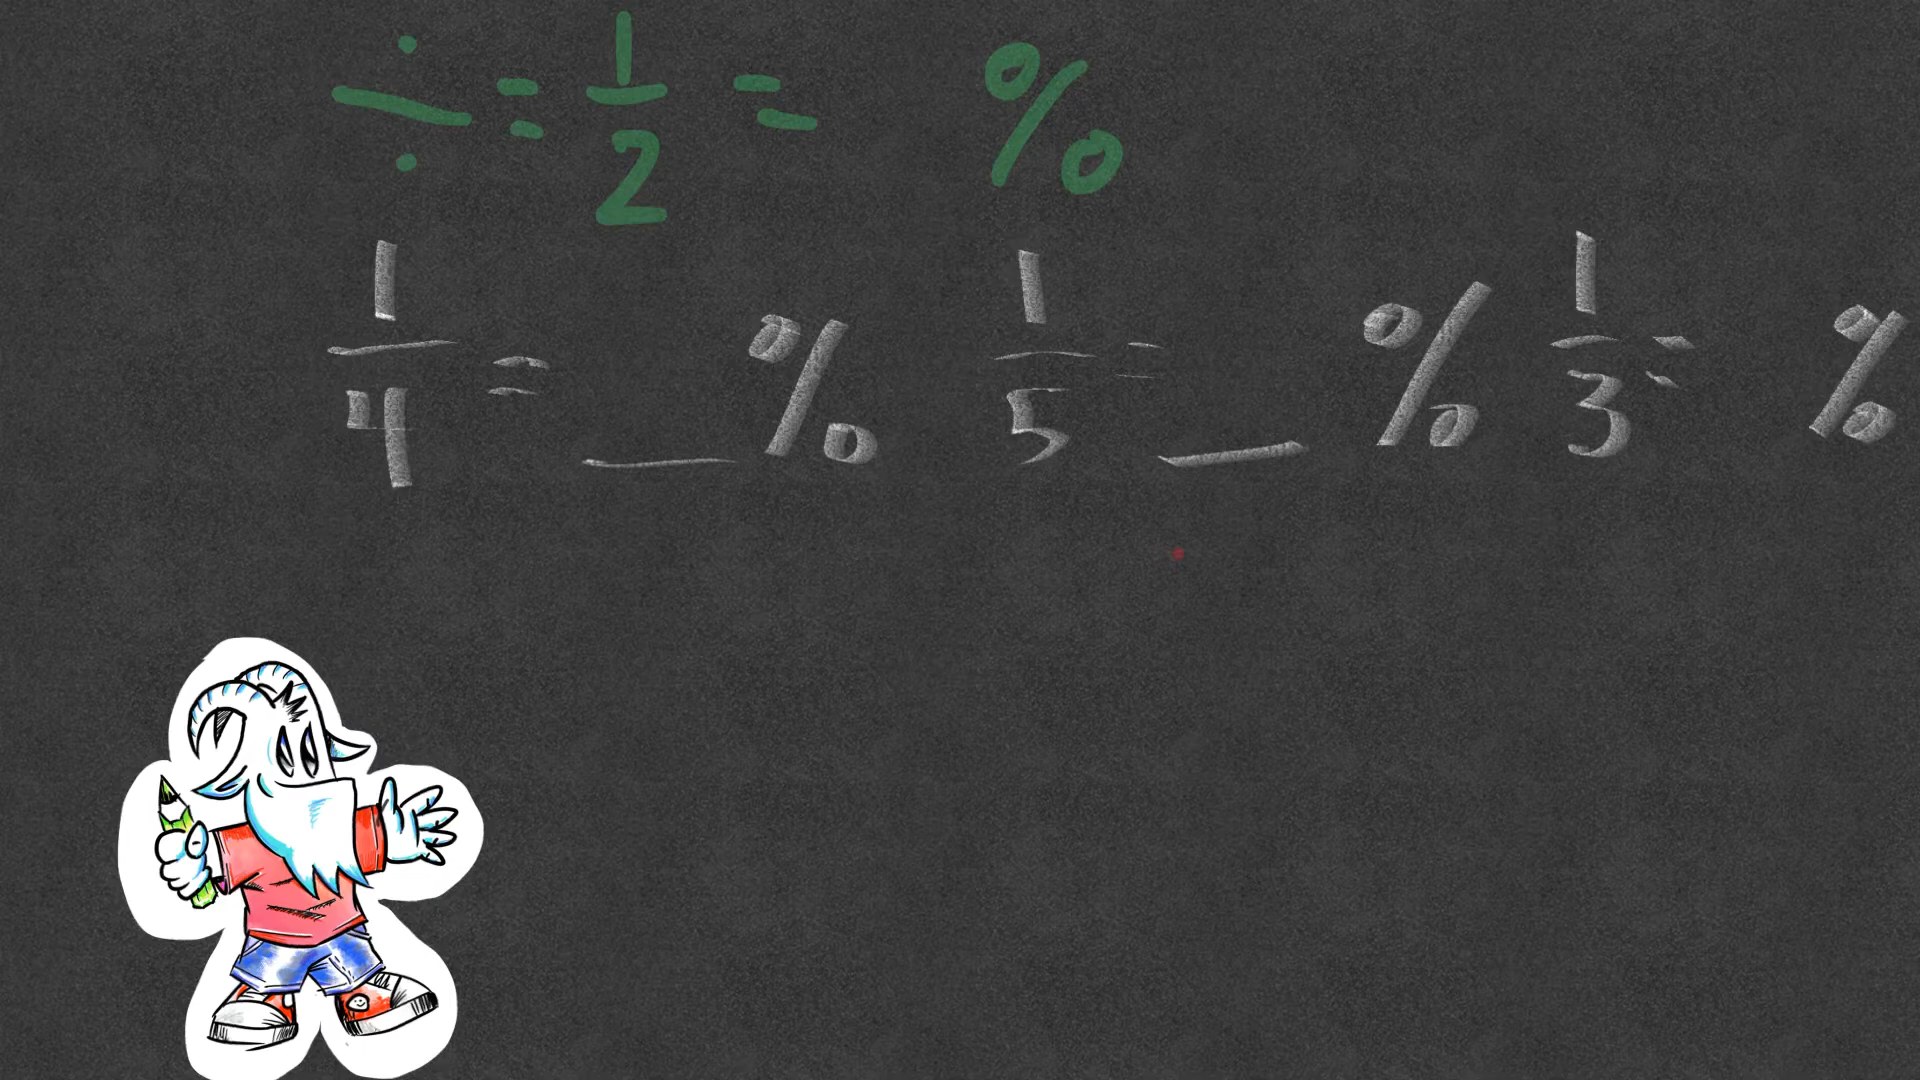 ÷ = 1/2 = %
1/4 = __% 1/5 = __% 1/3 = %